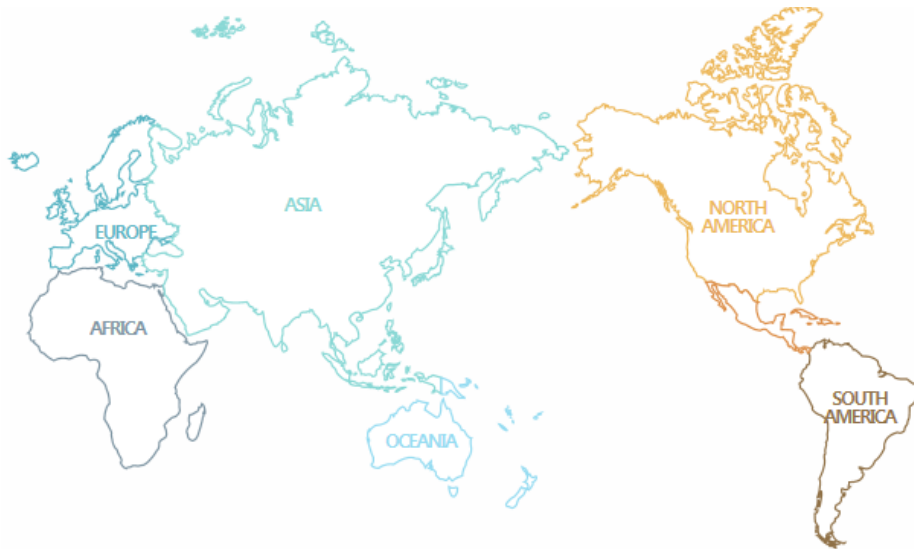 ASIA
NORTH
AMERICA
EUROPE
AFRICA
SOUTH
AMERICA
OCEANIA